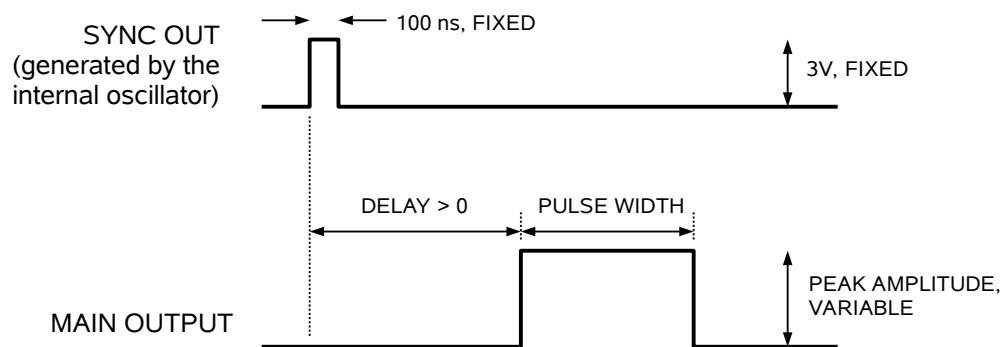 100 ns, FIXED
SYNC OUT
(generated by the
internal oscillator)
3V, FIXED
DELAY > 0
PULSE WIDTH
PEAK AMPLITUDE,
VARIABLE
MAIN OUTPUT